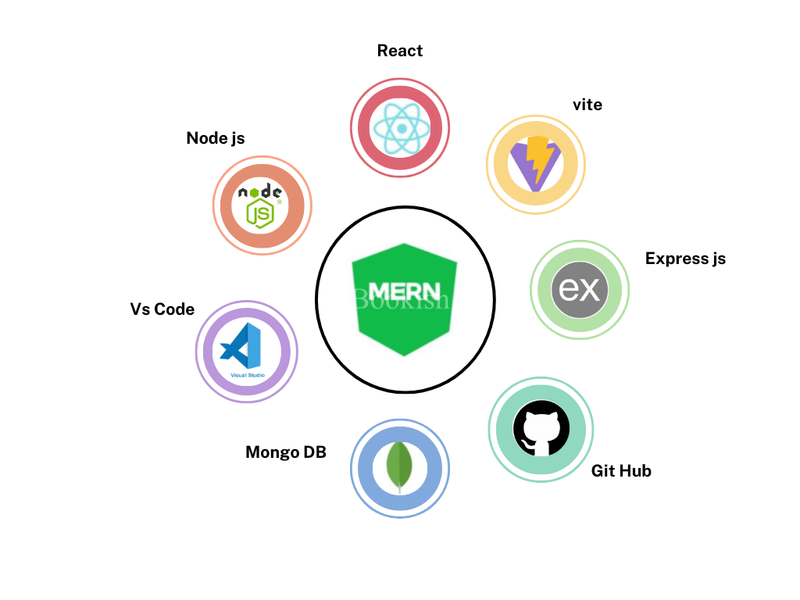 React
vite
Node js
node
JS
Express js
ex
MERN
Bookish
Vs Code
Visual Studio
Mongo DB
Git Hub